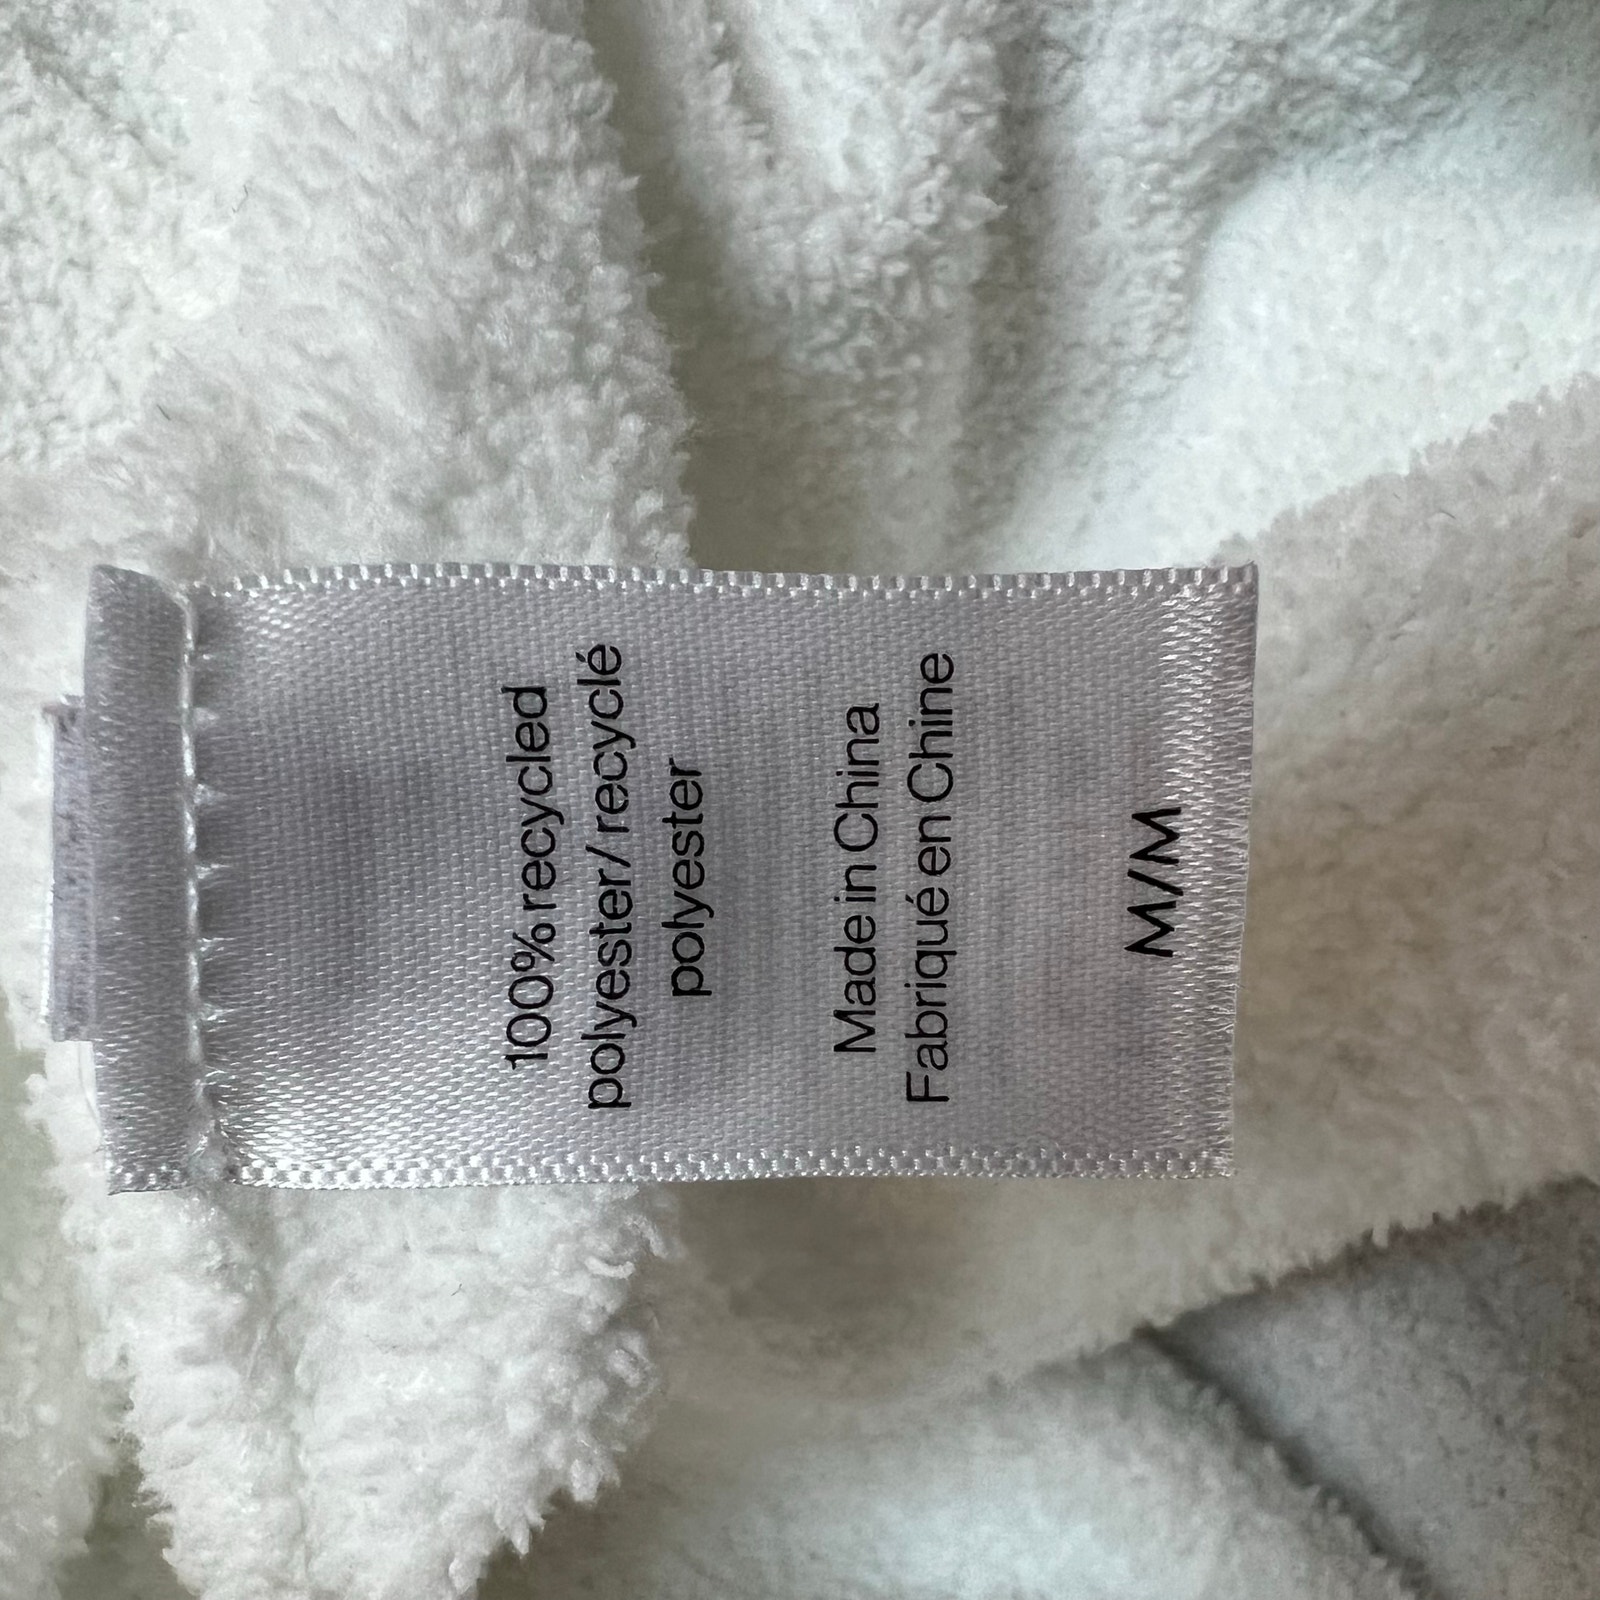 100% recycled
polyester / recyclé
polyester
Made in China
Fabriqué en Chine
M/M